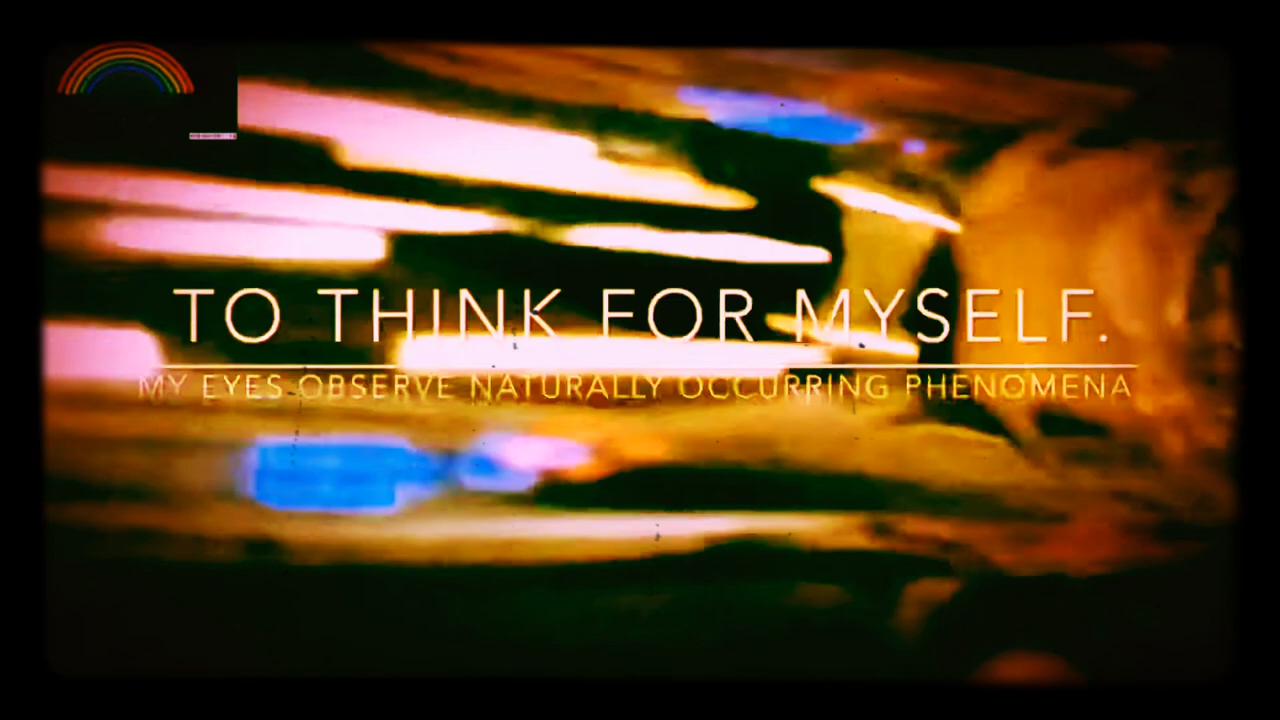 TO THINK FOR MYSELF.
MY EYES OBSERVE NATURALLY OCCURRING PHENOMENA